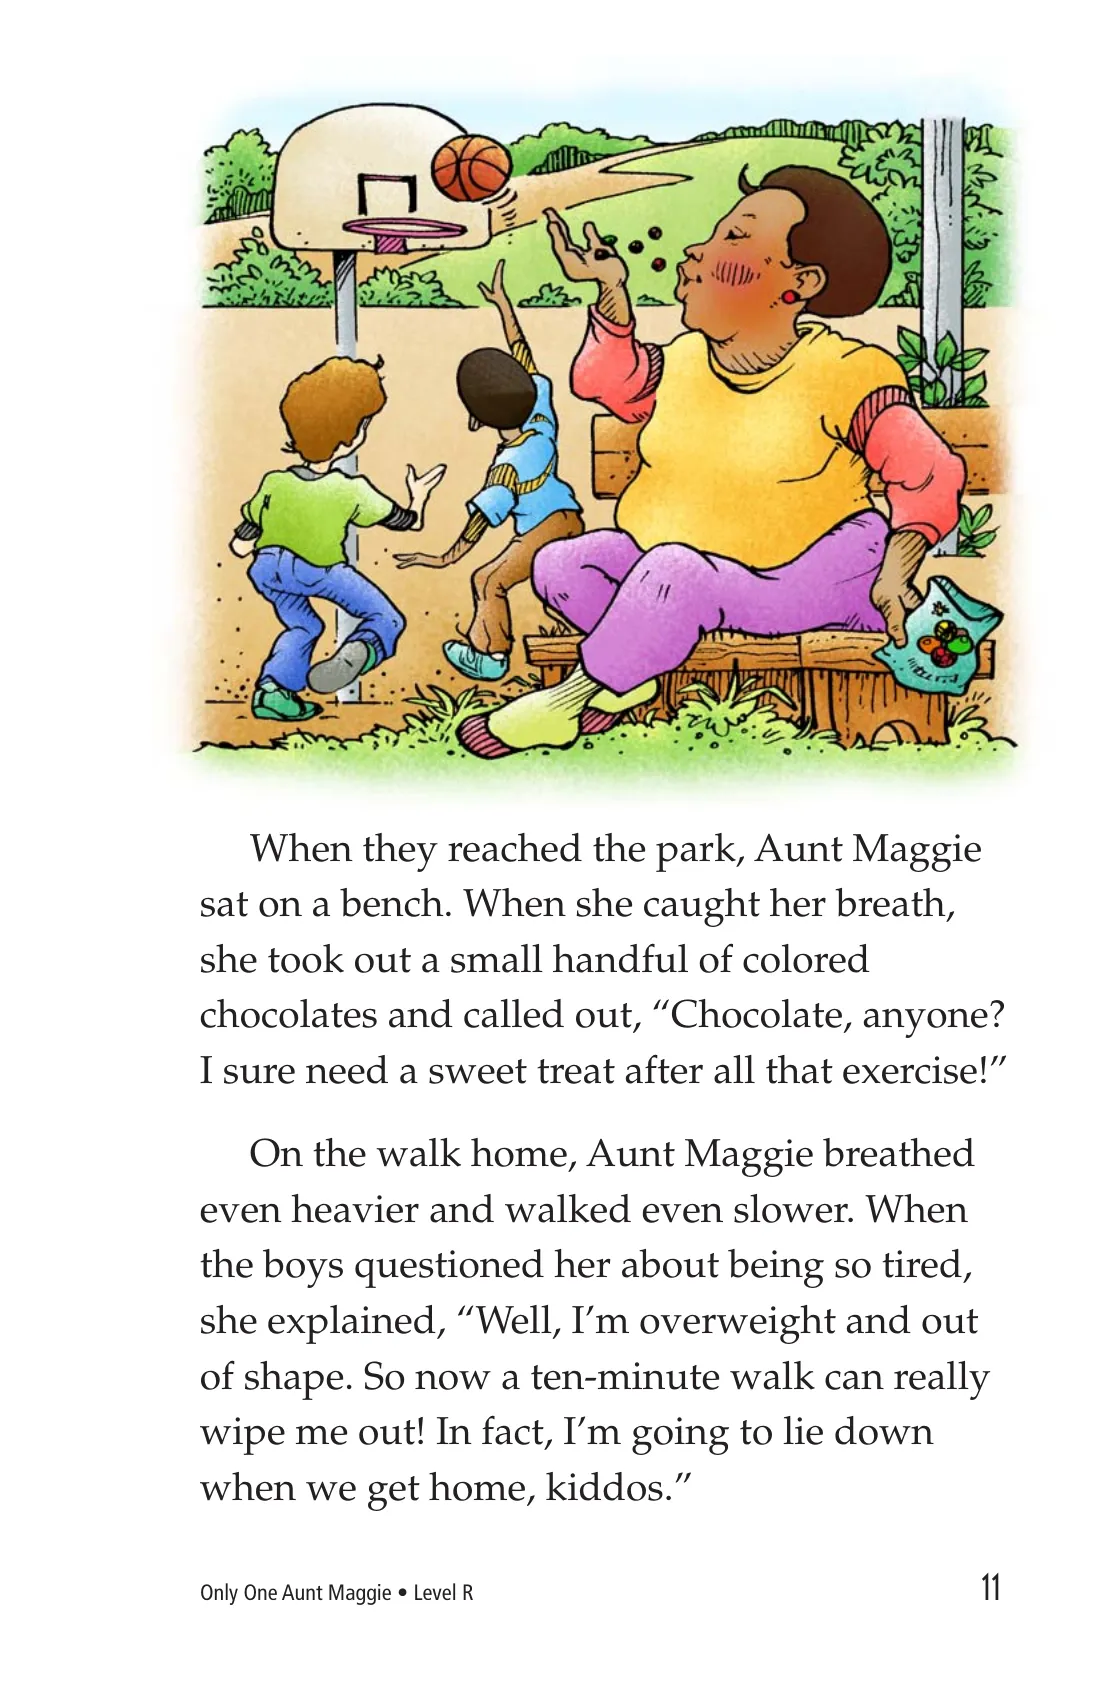 When they reached the park, Aunt Maggie
sat on a bench. When she caught her breath,
she took out a small handful of colored
chocolates and called out, “Chocolate, anyone?
I sure need a sweet treat after all that exercise!”
On the walk home, Aunt Maggie breathed
even heavier and walked even slower. When
the boys questioned her about being so tired,
she explained, “Well, I’m overweight and out
of shape. So now a ten-minute walk can really
wipe me out! In fact, I’m going to lie down
when we get home, kiddos.”
Only One Aunt Maggie • Level R 11